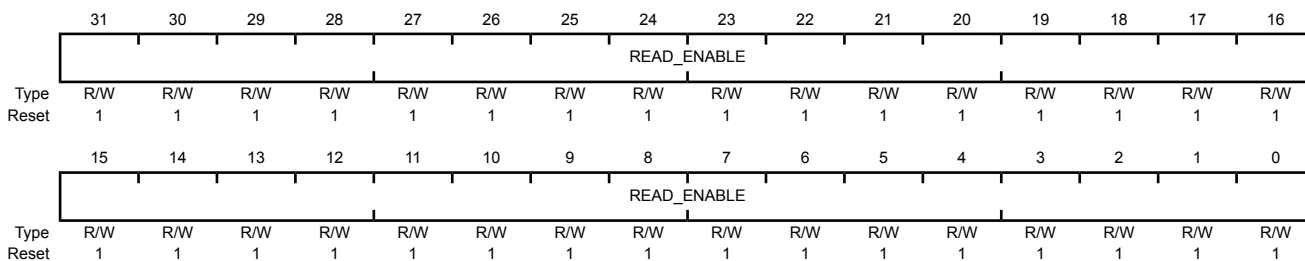 31 30 29 28 27 26 25 24 23 22 21 20 19 18 17 16
READ_ENABLE
Type R/W R/W R/W R/W R/W R/W R/W R/W R/W R/W R/W R/W R/W R/W R/W R/W
Reset 1 1 1 1 1 1 1 1 1 1 1 1 1 1 1 1
15 14 13 12 11 10 9 8 7 6 5 4 3 2 1 0
READ_ENABLE
Type R/W R/W R/W R/W R/W R/W R/W R/W R/W R/W R/W R/W R/W R/W R/W R/W
Reset 1 1 1 1 1 1 1 1 1 1 1 1 1 1 1 1